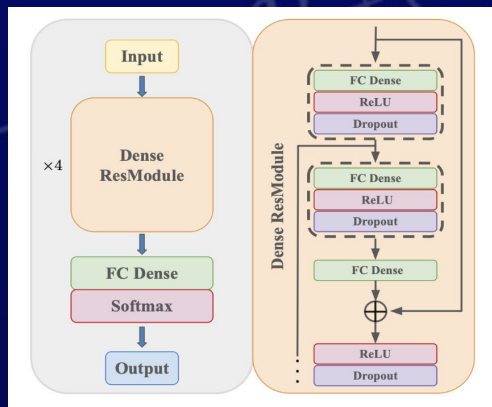 Input
×4
Dense
ResModule
FC Dense
Softmax
Output
Dense ResModule
FC Dense
ReLU
Dropout
FC Dense
ReLU
Dropout
FC Dense
ReLU
Dropout